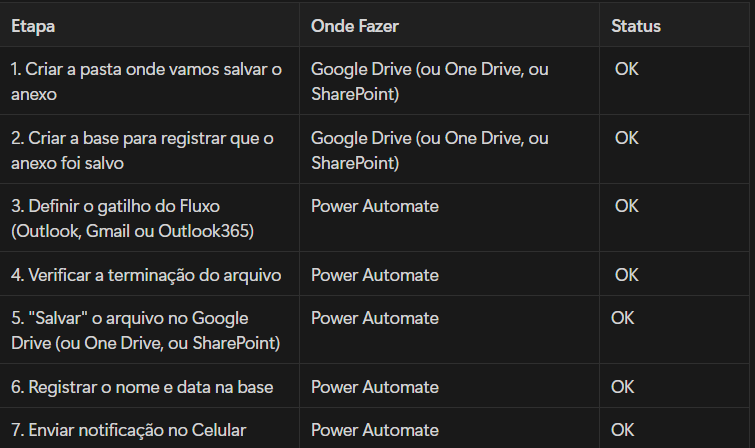 Etapa Onde Fazer Status
1. Criar a pasta onde vamos salvar o Google Drive (ou One Drive, ou OK
anexo SharePoint)
2. Criar a base para registrar que o Google Drive (ou One Drive, ou OK
anexo foi salvo SharePoint)
3. Definir o gatilho do Fluxo Power Automate OK
(Outlook, Gmail ou Outlook365)
4. Verificar a terminação do arquivo Power Automate OK
5. "Salvar" o arquivo no Google Power Automate OK
Drive (ou One Drive, ou SharePoint)
6. Registrar o nome e data na base Power Automate OK
7. Enviar notificação no Celular Power Automate OK